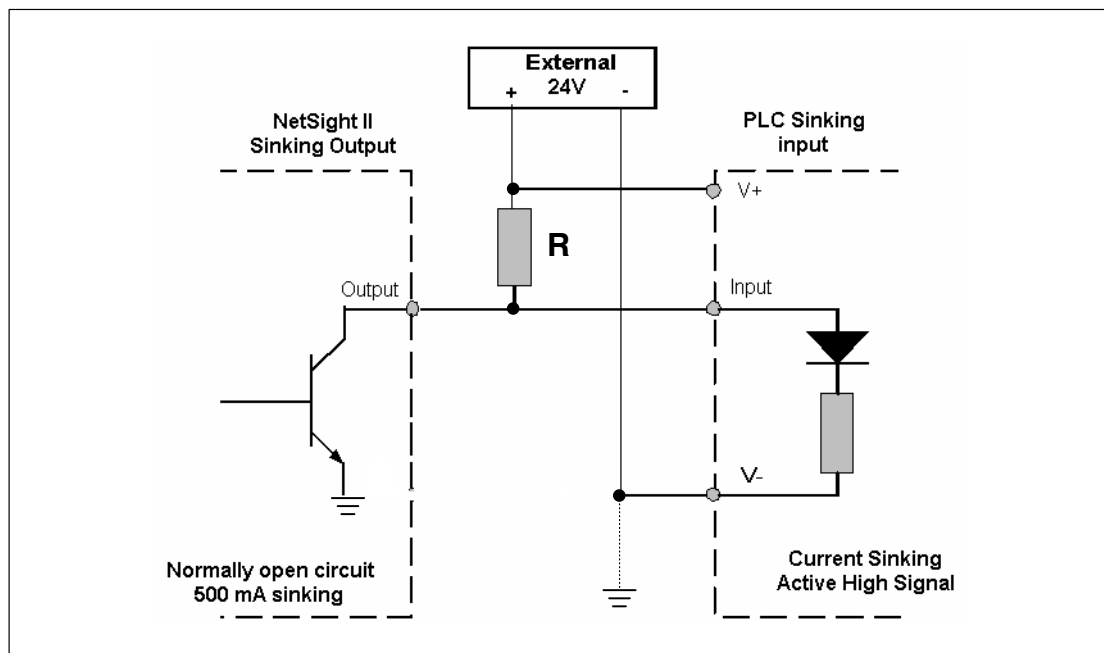 External
24V
+ -
NetSight II
Sinking Output
PLC Sinking
input
V+
R
Output
Input
V-
Normally open circuit
500 mA sinking
Current Sinking
Active High Signal